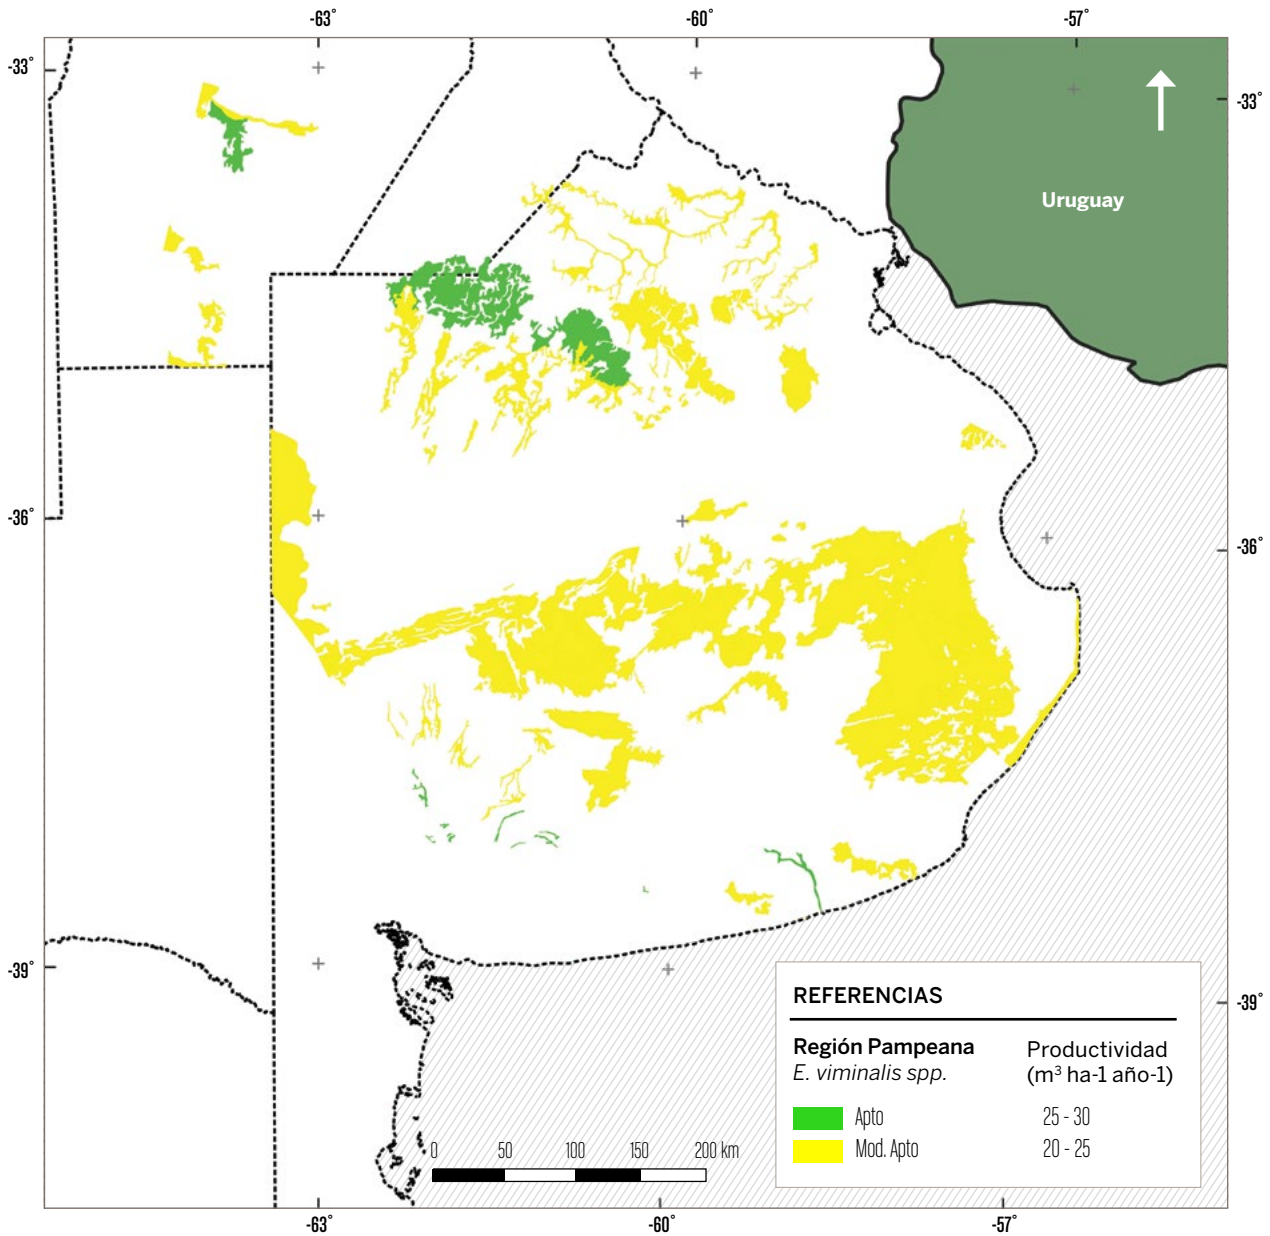 -63° -60° -57°
-33° -33°
Uruguay
-36° -36°
-39° -39°
REFERENCIAS
Región Pampeana Productividad
E. viminalis spp. (m³ ha-1 año-1)
Apto 25 - 30
Mod. Apto 20 - 25
0 50 100 150 200 km
-63° -60° -57°